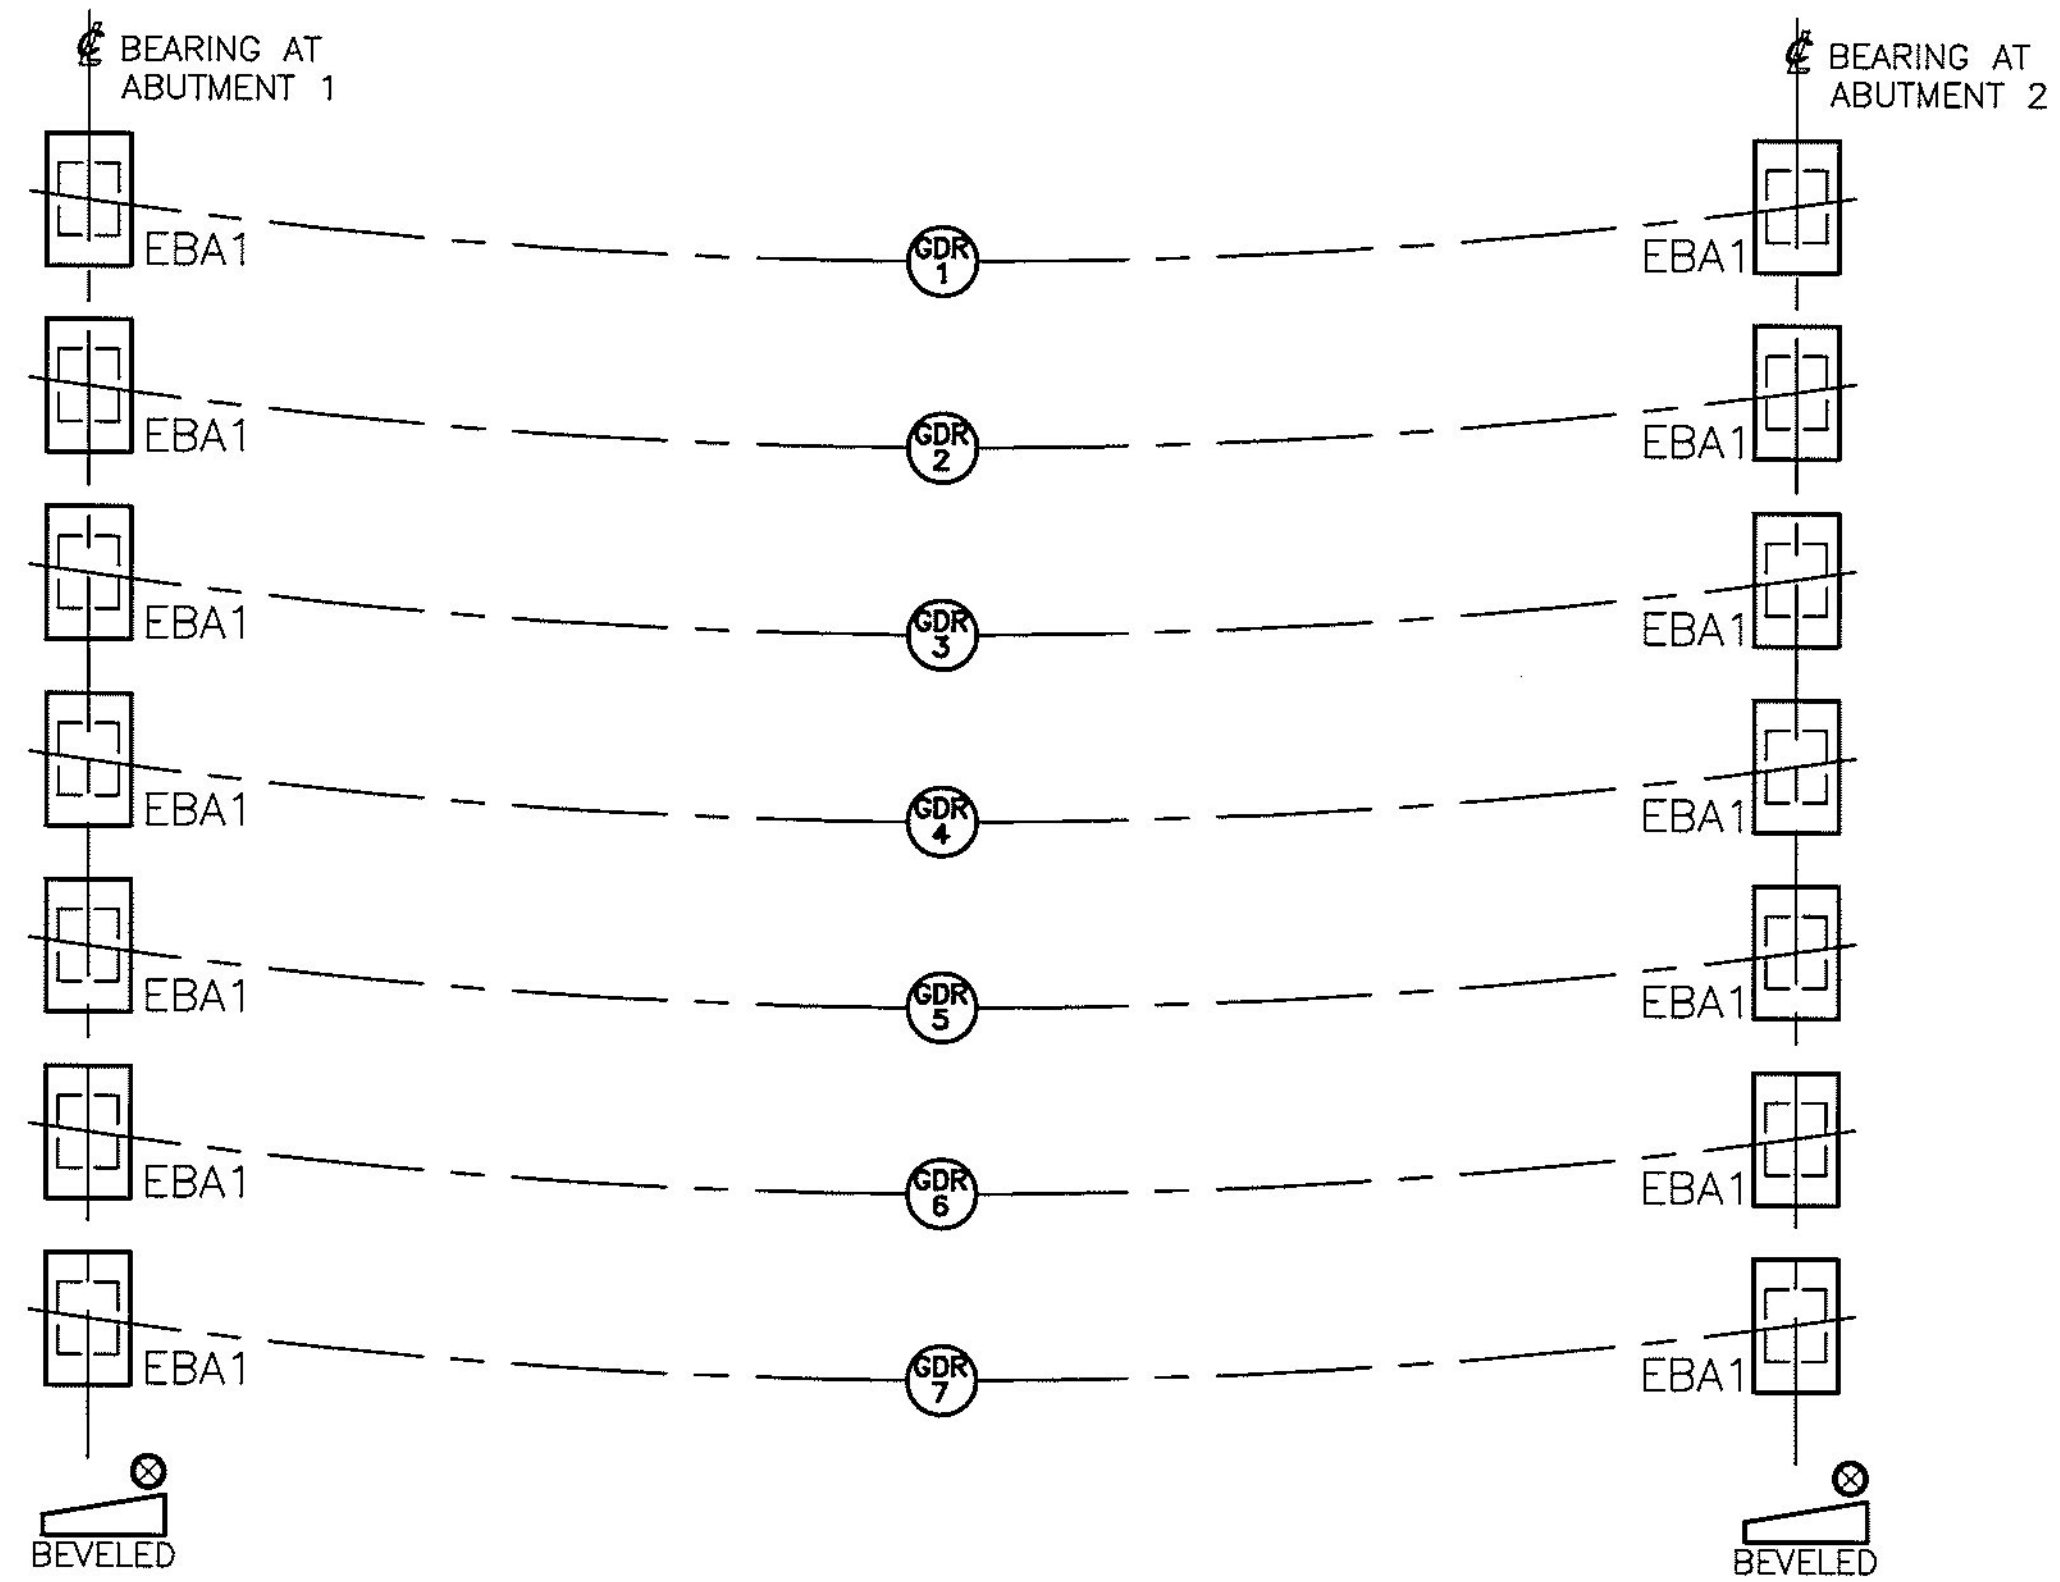 ℄ BEARING AT
ABUTMENT 1
℄ BEARING AT
ABUTMENT 2
EBA1
GDR
1
EBA1
EBA1
GDR
2
EBA1
EBA1
GDR
3
EBA1
EBA1
GDR
4
EBA1
EBA1
GDR
5
EBA1
EBA1
GDR
6
EBA1
EBA1
GDR
7
EBA1
BEVELED
BEVELED